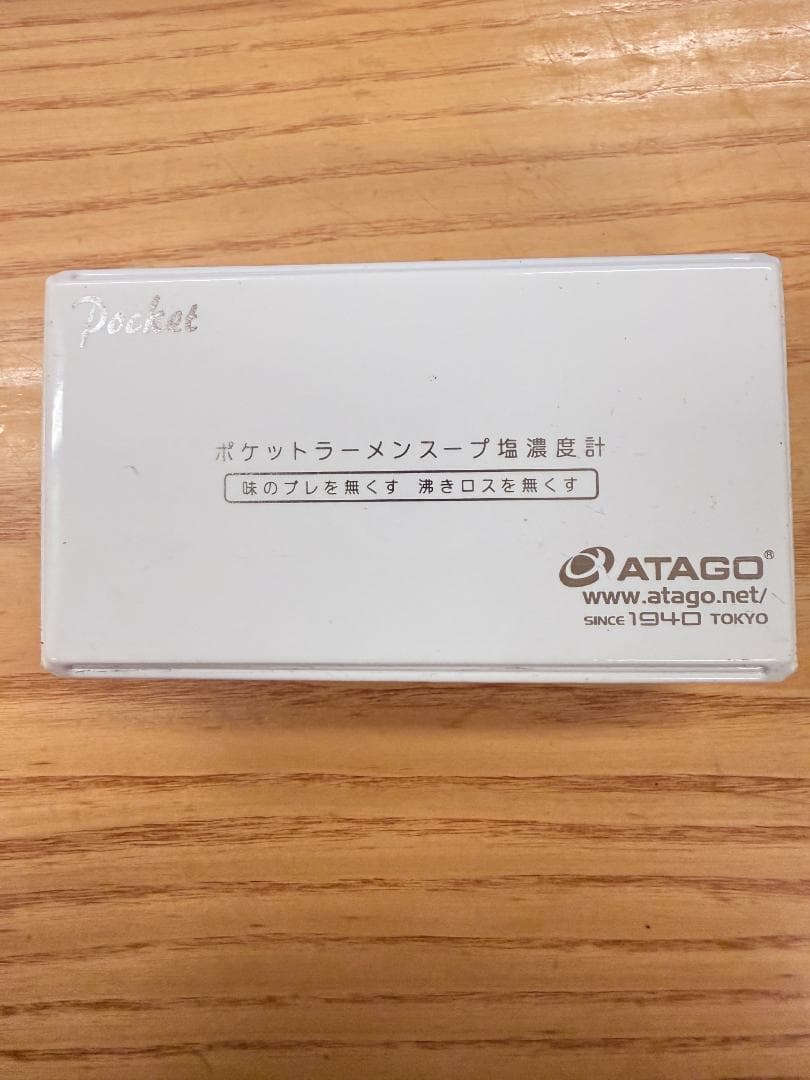 Pocket
ポケットラーメンスープ塩濃度計
味のブレを無くす 沸きロスを無くす
ATAGO®
www.atago.net/
SINCE 1940 TOKYO